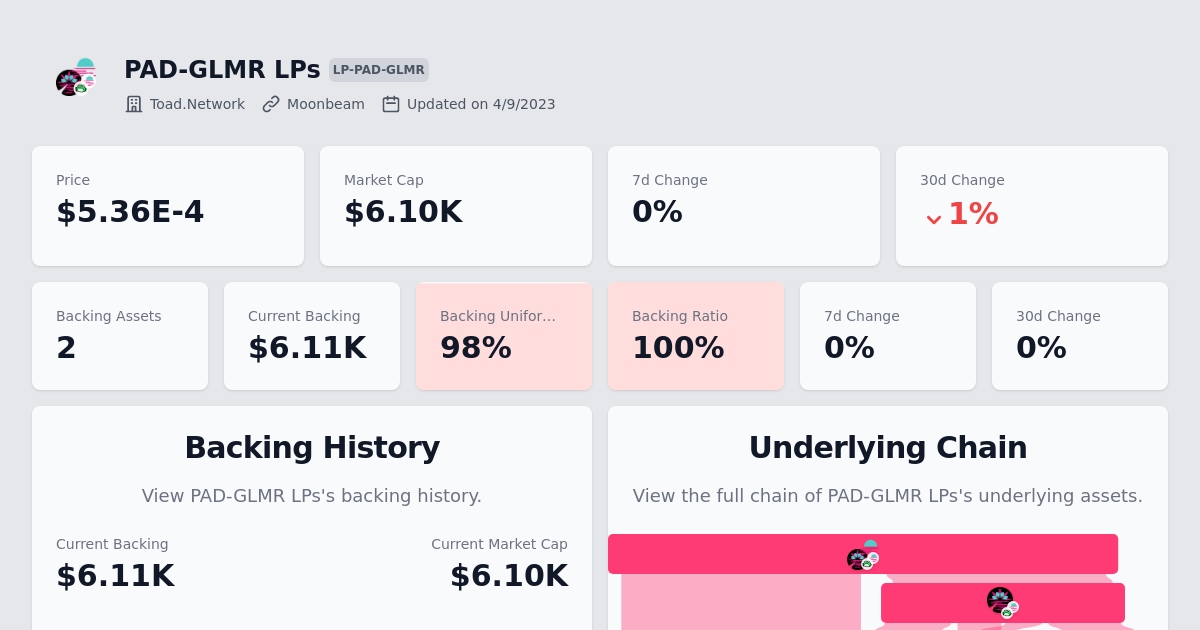 PAD-GLMR LPs LP-PAD-GLMR
Toad.Network Moonbeam Updated on 4/9/2023
Price
$5.36E-4
Market Cap
$6.10K
7d Change
0%
30d Change
1%
Backing Assets
2
Current Backing
$6.11K
Backing Unifor...
98%
Backing Ratio
100%
7d Change
0%
30d Change
0%
Backing History
View PAD-GLMR LPs's backing history.
Current Backing
$6.11K
Current Market Cap
$6.10K
Underlying Chain
View the full chain of PAD-GLMR LPs's underlying assets.